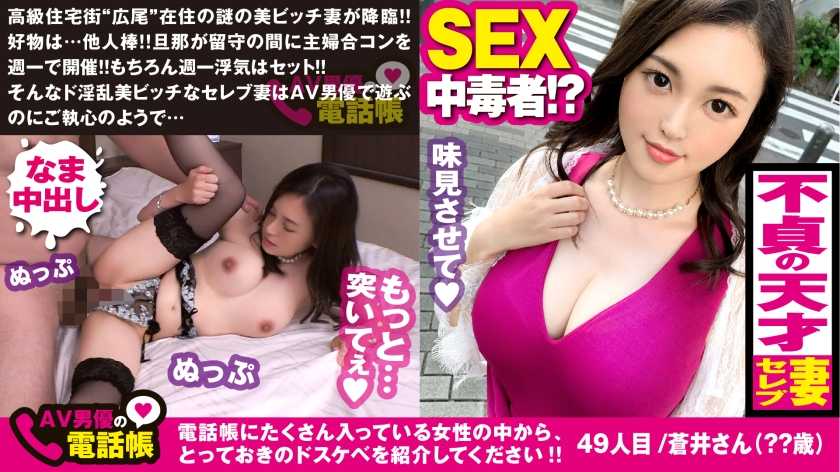 高級住宅街“広尾”在住の謎の美ビッチ妻が降臨!!
好物は…他人棒!!旦那が留守の間に主婦合コンを
週一で開催!!もちろん週一浮気はセット!!
そんなド淫乱美ビッチなセレブ妻はAV男優で遊ぶ
のにご執心のようで…
なま
中出し
ぬっぷ
ぬっぷ
もっと…
突いてぇ♥
SEX
中毒者!?
味見させて♥
不貞の天才
セレブ妻
AV男優の
電話帳
電話帳にたくさん入っている女性の中から、
とっておきのドスケベを紹介してください!!
49人目/蒼井さん(??歳)